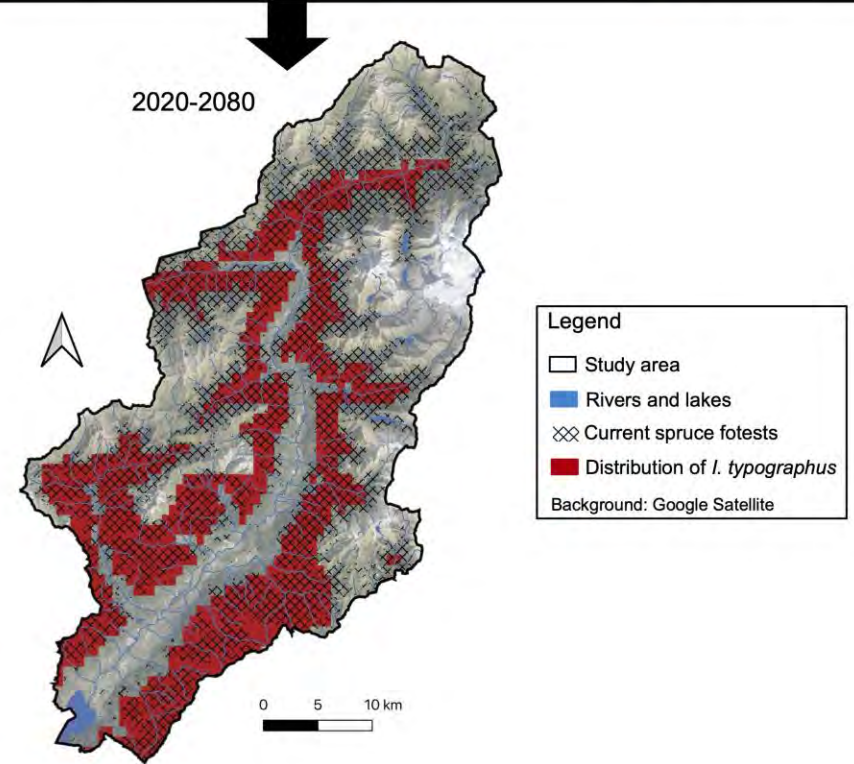 2020-2080
Legend
Study area
Rivers and lakes
Current spruce fotests
Distribution of I. typographus
Background: Google Satellite
0 5 10 km